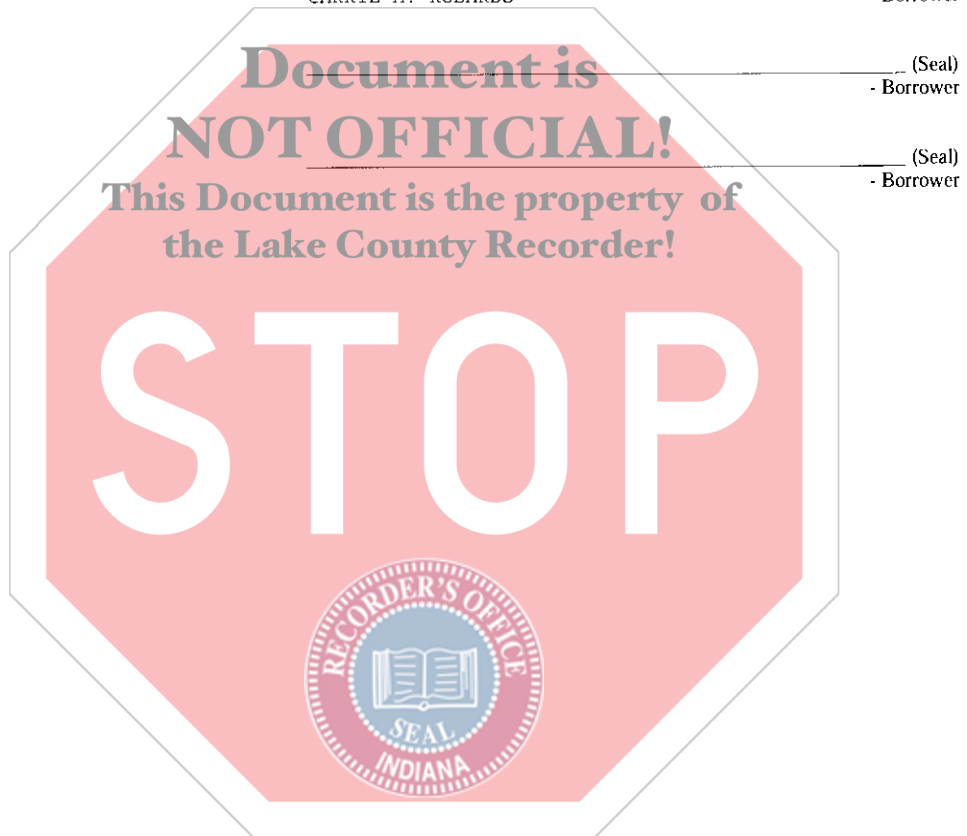 Document is
(Seal)
- Borrower
NOT OFFICIAL!
(Seal)
- Borrower
This Document is the property of
the Lake County Recorder!
STOP
RECORDER'S OFFICE
SEAL
INDIANA